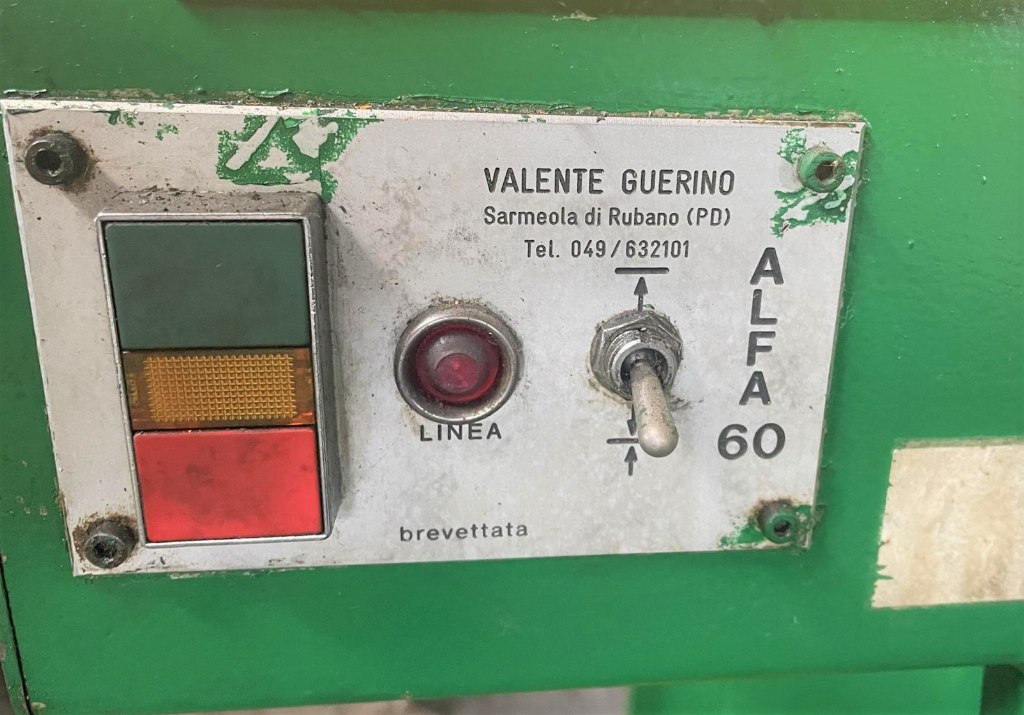 VALENTE GUERINO
Sarmeola di Rubano (PD)
Tel. 049/632101
ALFA
60
LINEA
brevettata